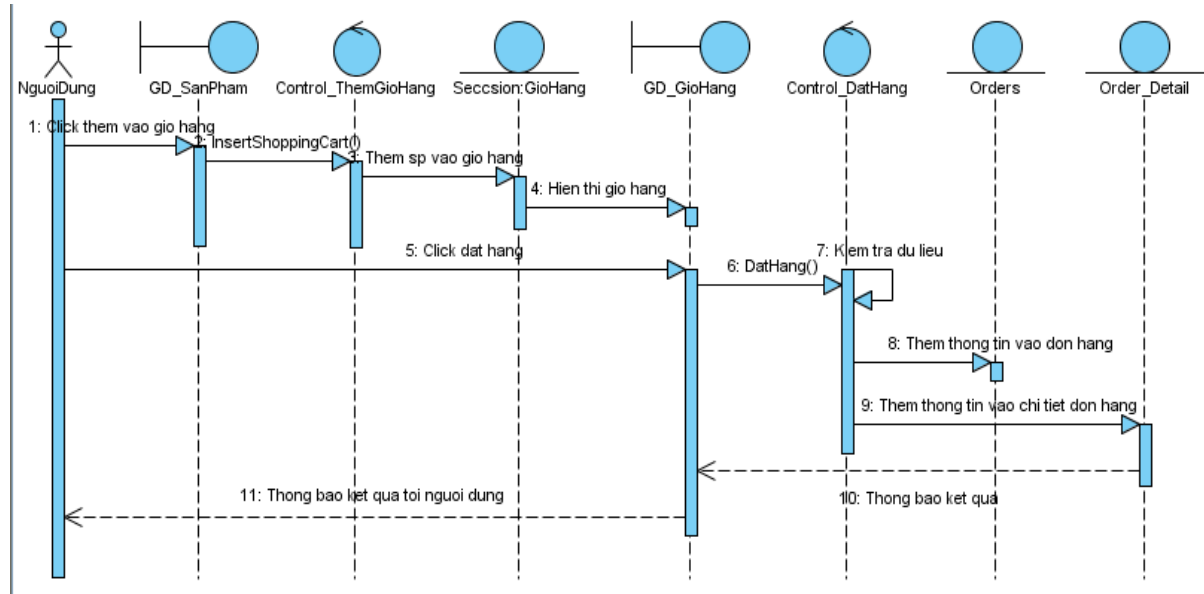 NguoiDung
GD_SanPham
Control_ThemGioHang
Seccsion:GioHang
GD_GioHang
Control_DatHang
Orders
Order_Detail
1: Click them vao gio hang
2: InsertShoppingCart()
3: Them sp vao gio hang
4: Hien thi gio hang
5: Click dat hang
6: DatHang()
7: Kiem tra du lieu
8: Them thong tin vao don hang
9: Them thong tin vao chi tiet don hang
10: Thong bao ket qua
11: Thong bao ket qua toi nguoi dung